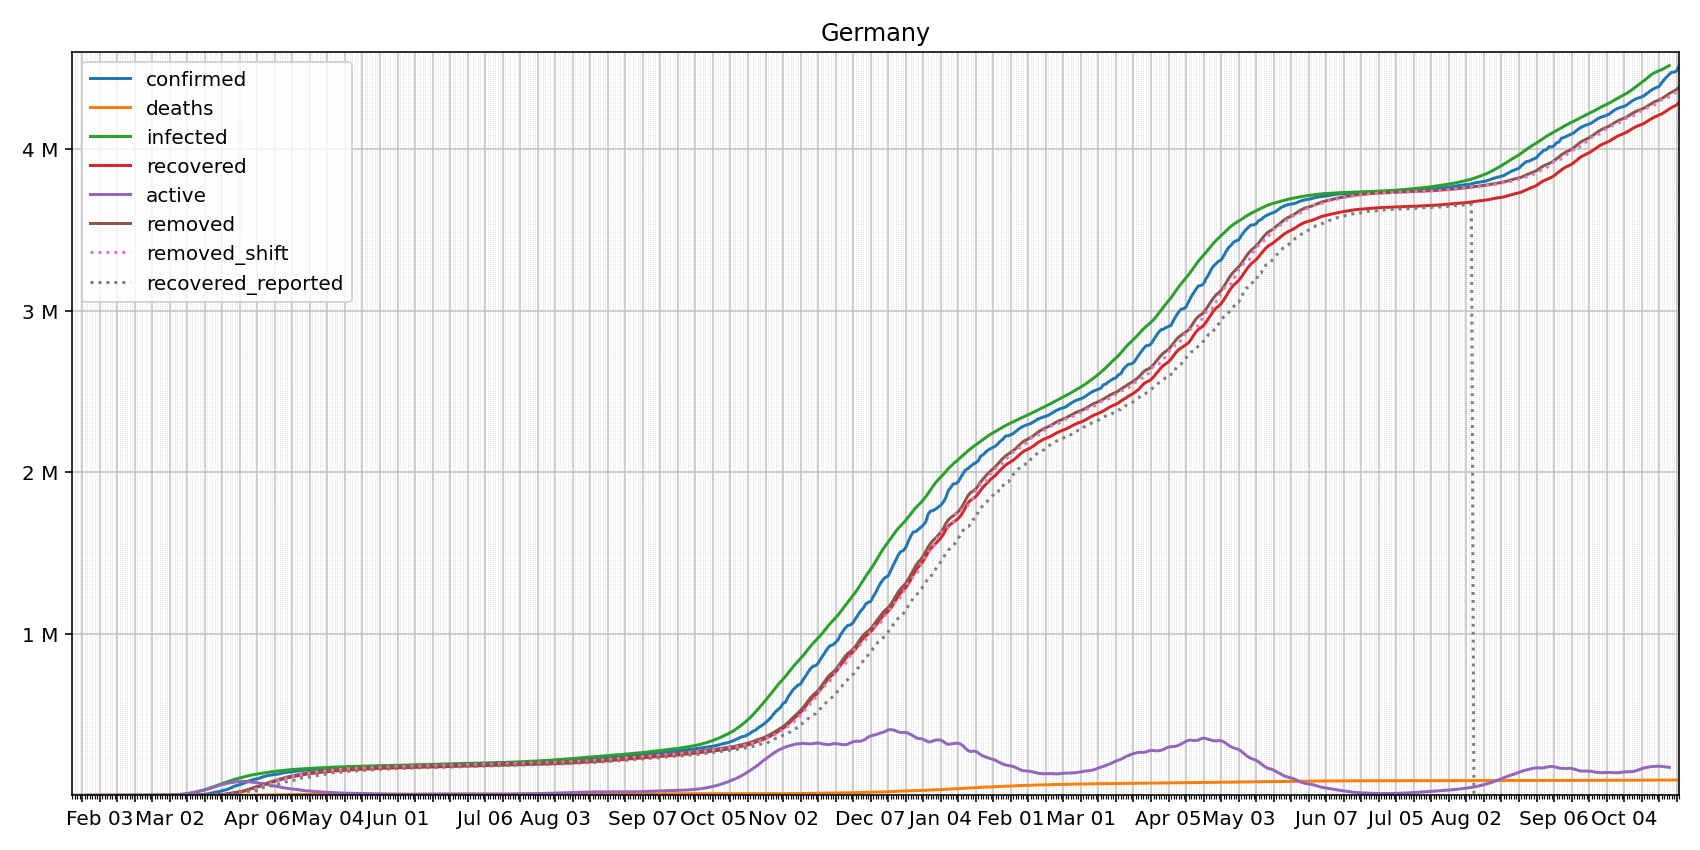 Germany
confirmed
deaths
infected
recovered
active
removed
removed_shift
recovered_reported
4 M
3 M
2 M
1 M
Feb 03 Mar 02 Apr 06 May 04 Jun 01 Jul 06 Aug 03 Sep 07 Oct 05 Nov 02 Dec 07 Jan 04 Feb 01 Mar 01 Apr 05 May 03 Jun 07 Jul 05 Aug 02 Sep 06 Oct 04